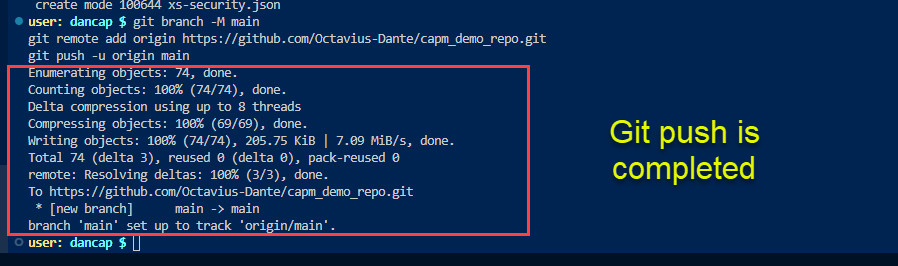 create mode 100644 xs-security.json
user: dancap $ git branch -M main
git remote add origin https://github.com/Octavius-Dante/capm_demo_repo.git
git push -u origin main
Enumerating objects: 74, done.
Counting objects: 100% (74/74), done.
Delta compression using up to 8 threads
Compressing objects: 100% (69/69), done.
Writing objects: 100% (74/74), 205.75 KiB | 7.09 MiB/s, done.
Total 74 (delta 3), reused 0 (delta 0), pack-reused 0
remote: Resolving deltas: 100% (3/3), done.
To https://github.com/Octavius-Dante/capm_demo_repo.git
* [new branch] main -> main
branch 'main' set up to track 'origin/main'.
user: dancap $
Git push is
completed